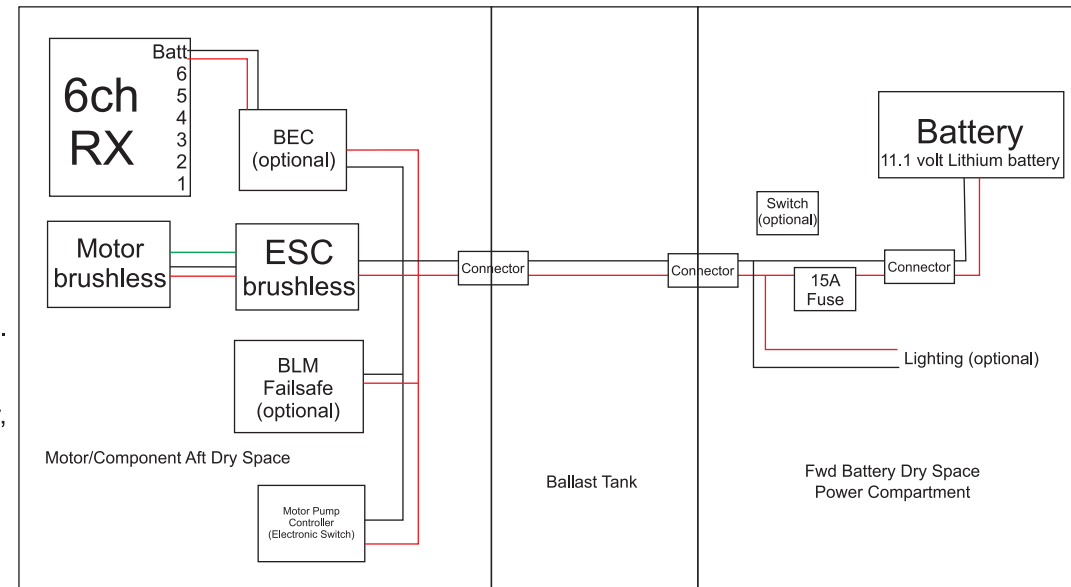 Batt
6
5
4
3
2
1
6ch
RX
BEC
(optional)
Battery
11.1 volt Lithium battery
Switch
(optional)
Motor
brushless
ESC
brushless
Connector
Connector
Connector
15A
Fuse
.
BLM
Failsafe
(optional)
Lighting (optional)
,
Motor/Component Aft Dry Space
Ballast Tank
Fwd Battery Dry Space
Power Compartment
Motor Pump
Controller
(Electronic Switch)